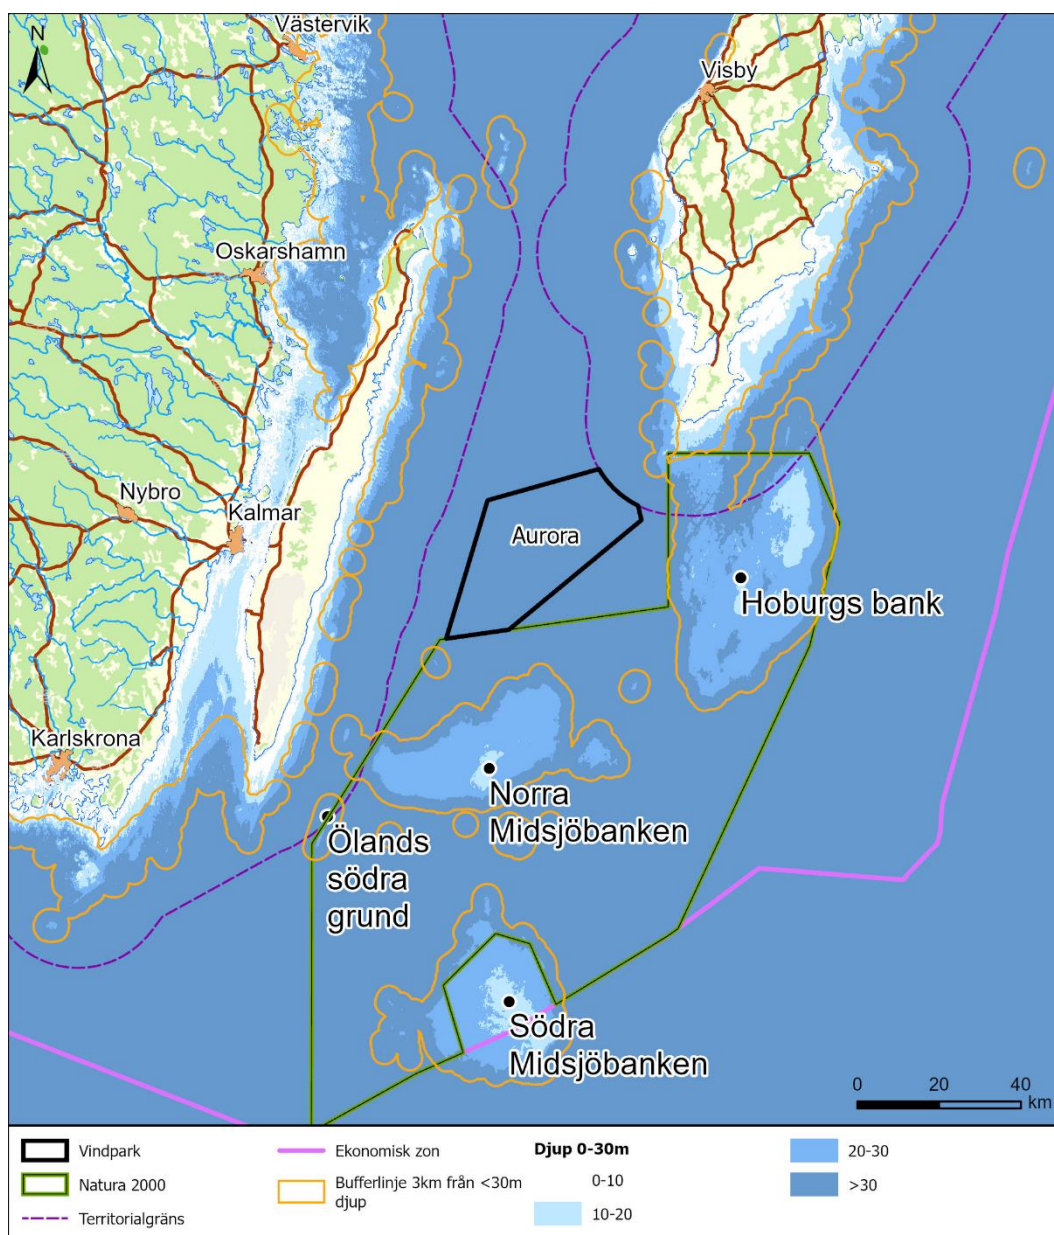 N
Västervik
Visby
Oskarshamn
Aurora
Nybro
Kalmar
Hoburgs bank
Karlskrona
Norra
Midsjöbanken
Ölands
södra
grund
Södra
Midsjöbanken
0 20 40
km
Vindpark
Natura 2000
Territorialgräns
Ekonomisk zon
Bufferlinje 3km från <30m
djup
Djup 0-30m
0-10
10-20
20-30
>30